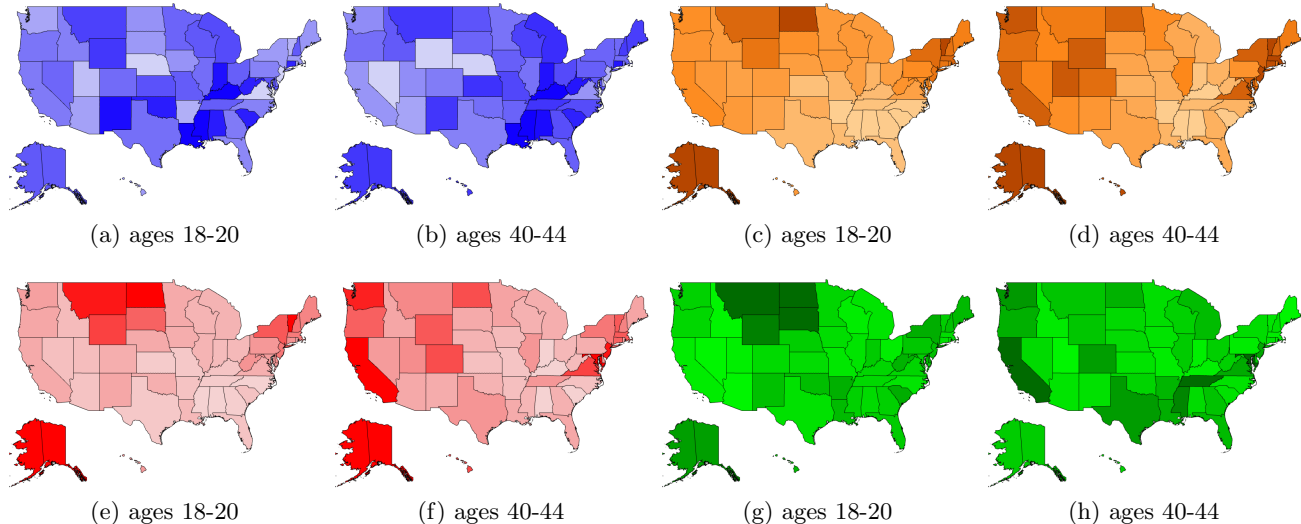 (a) ages 18-20
(b) ages 40-44
(c) ages 18-20
(d) ages 40-44
(e) ages 18-20
(f) ages 40-44
(g) ages 18-20
(h) ages 40-44